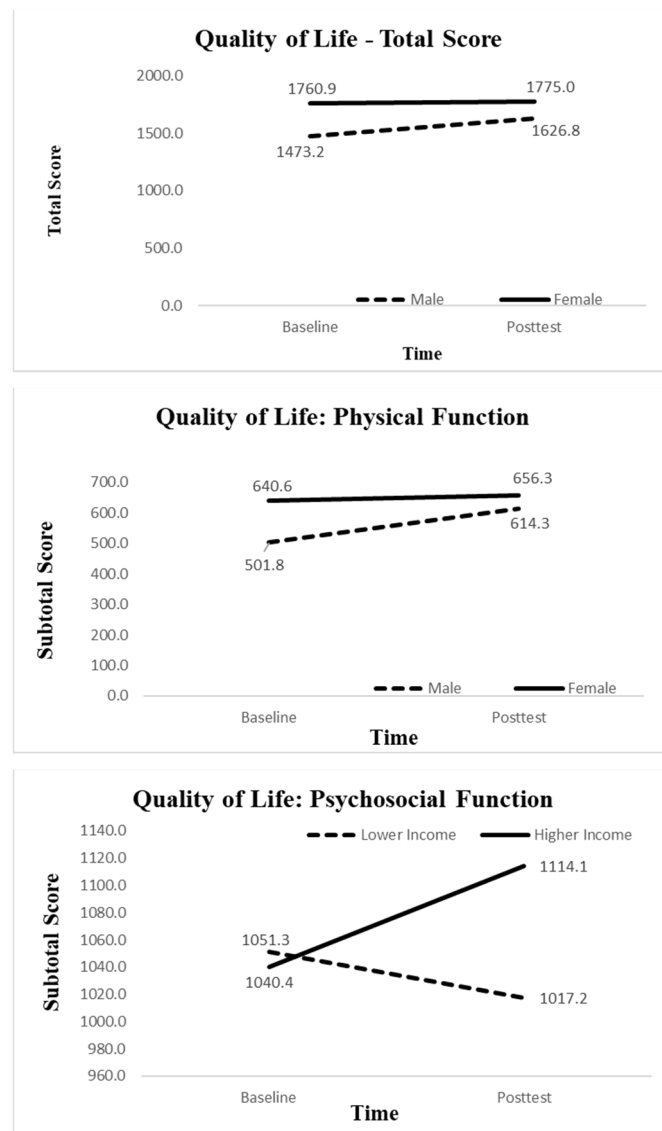 Quality of Life - Total Score
2000.0
1500.0
1000.0
500.0
0.0
Total Score
1760.9
1775.0
1473.2
1626.8
Male
Female
Baseline
Posttest
Time
Quality of Life: Physical Function
700.0
600.0
500.0
400.0
300.0
200.0
100.0
0.0
Subtotal Score
640.6
656.3
501.8
614.3
Male
Female
Baseline
Posttest
Time
Quality of Life: Psychosocial Function
1140.0
1120.0
1100.0
1080.0
1060.0
1040.0
1020.0
1000.0
980.0
960.0
Subtotal Score
Lower Income
Higher Income
1114.1
1051.3
1040.4
1017.2
Baseline
Posttest
Time